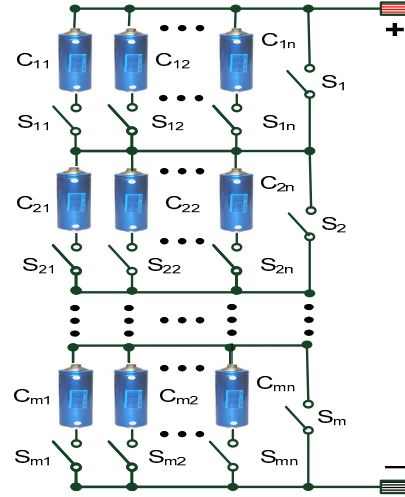 +
C11 C12 C1n
S1
S11 S12 S1n
C21 C22 C2n
S2
S21 S22 S2n
Cm1 Cm2 Cmn
Sm
Sm1 Sm2 Smn
−